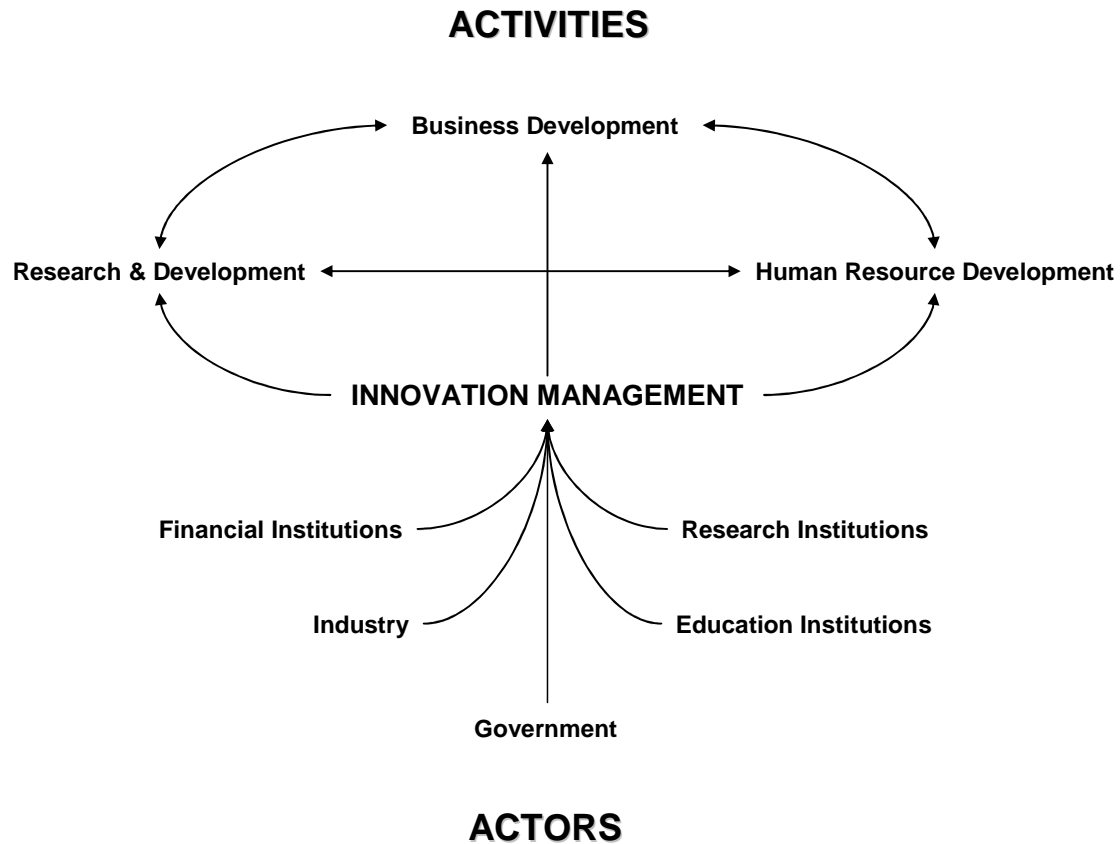 ACTIVITIES
Business Development
Research & Development
Human Resource Development
INNOVATION MANAGEMENT
Financial Institutions
Research Institutions
Industry
Education Institutions
Government
ACTORS